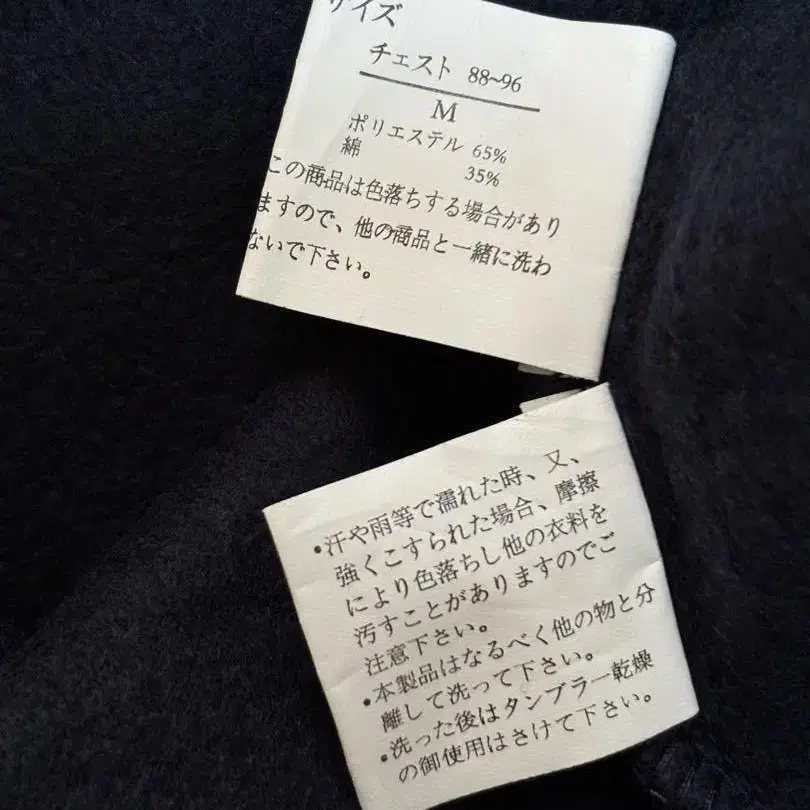 サイズ
チェスト 88~96
M
ポリエステル 65%
綿 35%
この商品は色落ちする場合があり
ますので、他の商品と一緒に洗わ
ないで下さい。
•汗や雨等で濡れた時、又、
強くこすられた場合、摩擦
により色落ちし他の衣料を
汚すことがありますのでご
注意下さい。
•本製品はなるべく他の物と分
離して洗って下さい。
•洗った後はタンブラー乾燥
の御使用はさけて下さい。